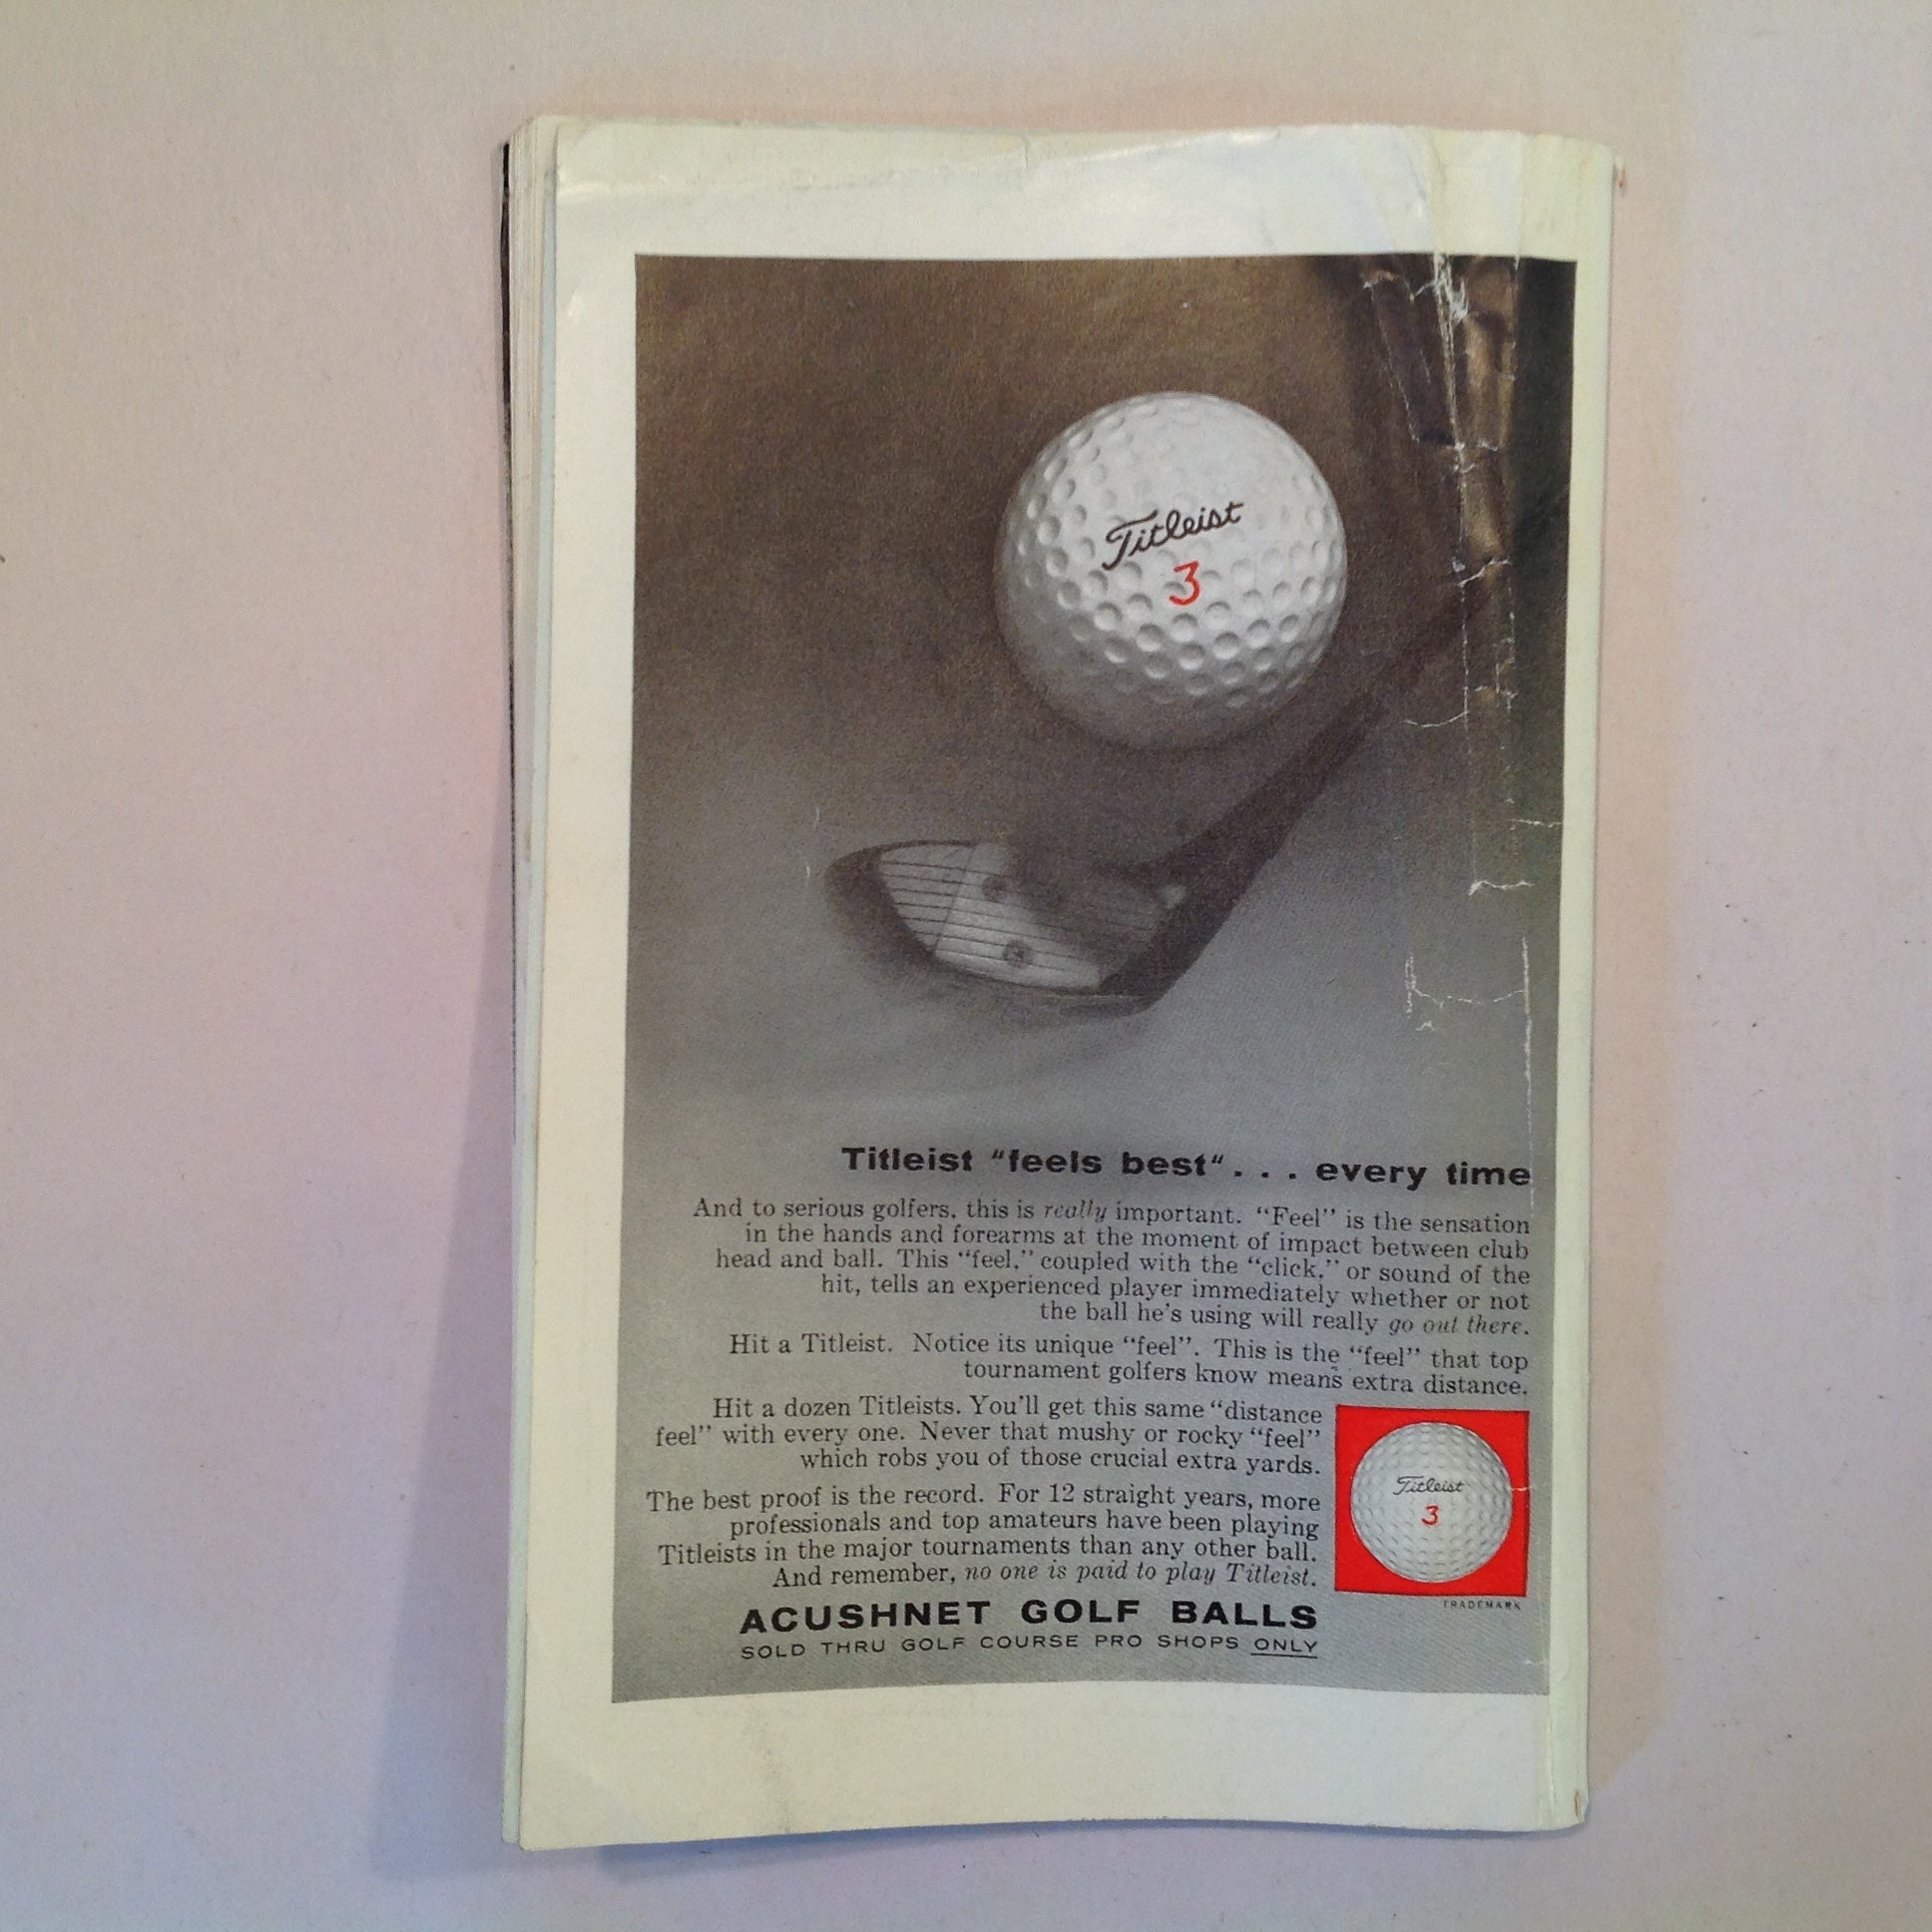 Titleist
3
Titleist "feels best" . . . every time
And to serious golfers, this is really important. "Feel" is the sensation
in the hands and forearms at the moment of impact between club
head and ball. This "feel," coupled with the "click," or sound of the
hit, tells an experienced player immediately whether or not
the ball he's using will really go out there.
Hit a Titleist. Notice its unique "feel". This is the "feel" that top
tournament golfers know means extra distance.
Hit a dozen Titleists. You'll get this same "distance
feel" with every one. Never that mushy or rocky "feel"
which robs you of those crucial extra yards.
The best proof is the record. For 12 straight years, more
professionals and top amateurs have been playing
Titleists in the major tournaments than any other ball.
And remember, no one is paid to play Titleist.
Titleist
3
TRADEMARK
ACUSHNET GOLF BALLS
SOLD THRU GOLF COURSE PRO SHOPS ONLY